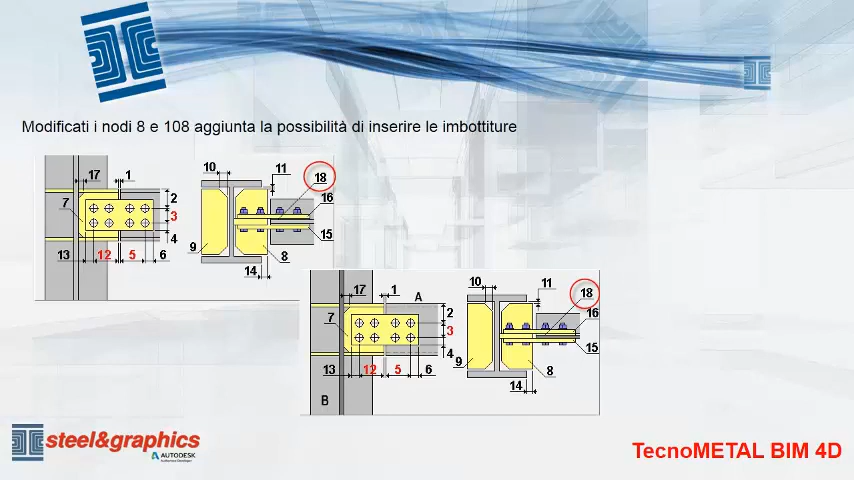 Modificati i nodi 8 e 108 aggiunta la possibilità di inserire le imbottiture
17 1 2 3 4 7 13 12 5 6
10 11 18 16 15 9 8 14
17 1 A 2 3 4 7 13 12 5 6 B
10 11 18 16 15 9 8 14
steel&graphics
AUTODESK
TecnoMETAL BIM 4D